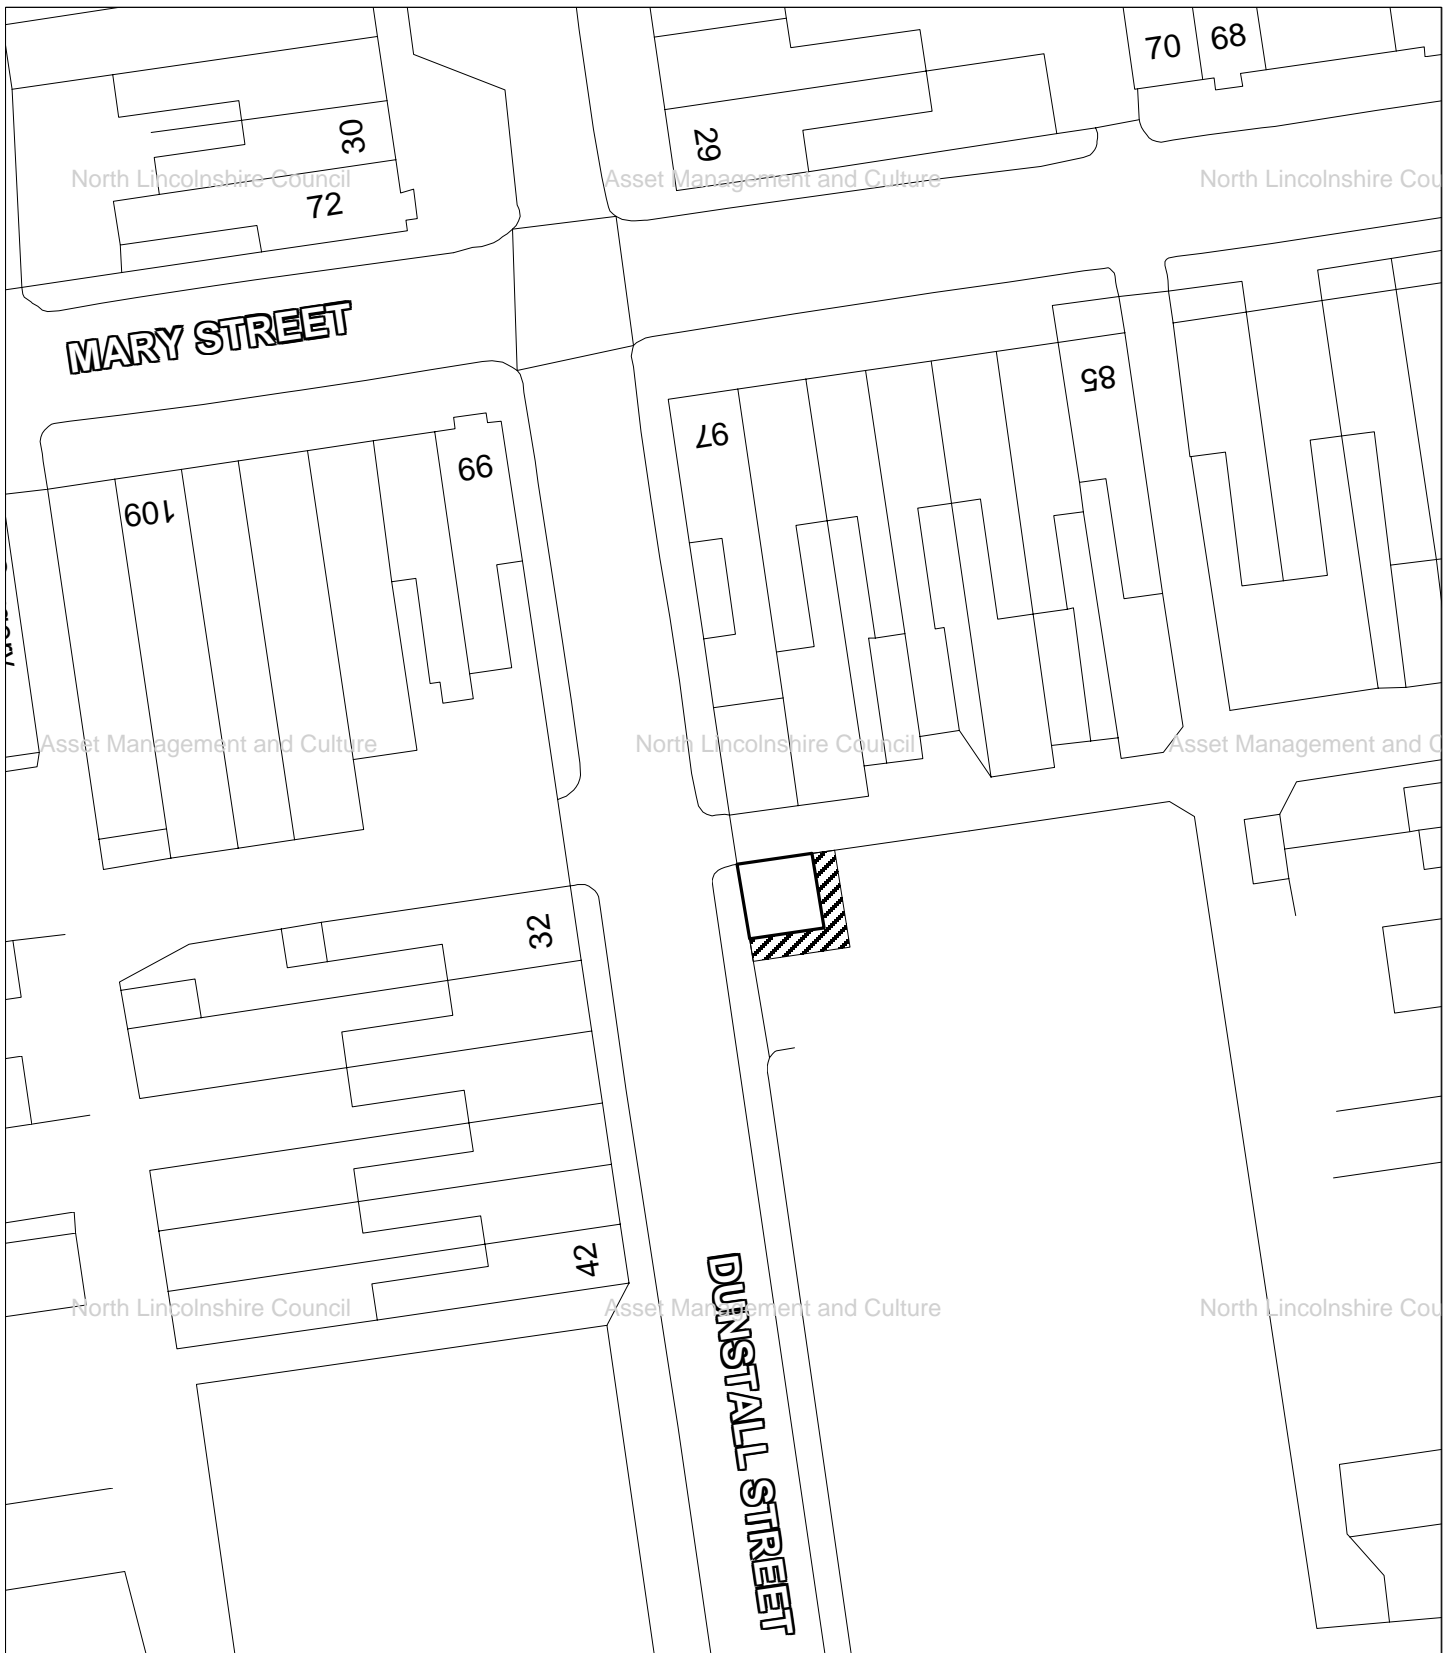 70
68
30
29
North Lincolnshire Council
Asset Management and Culture
North Lincolnshire Cou
72
MARY STREET
85
97
99
109
Asset Management and Culture
North Lincolnshire Council
Asset Management and C
32
42
North Lincolnshire Council
Asset Management and Culture
North Lincolnshire Cou
DUNSTALL STREET